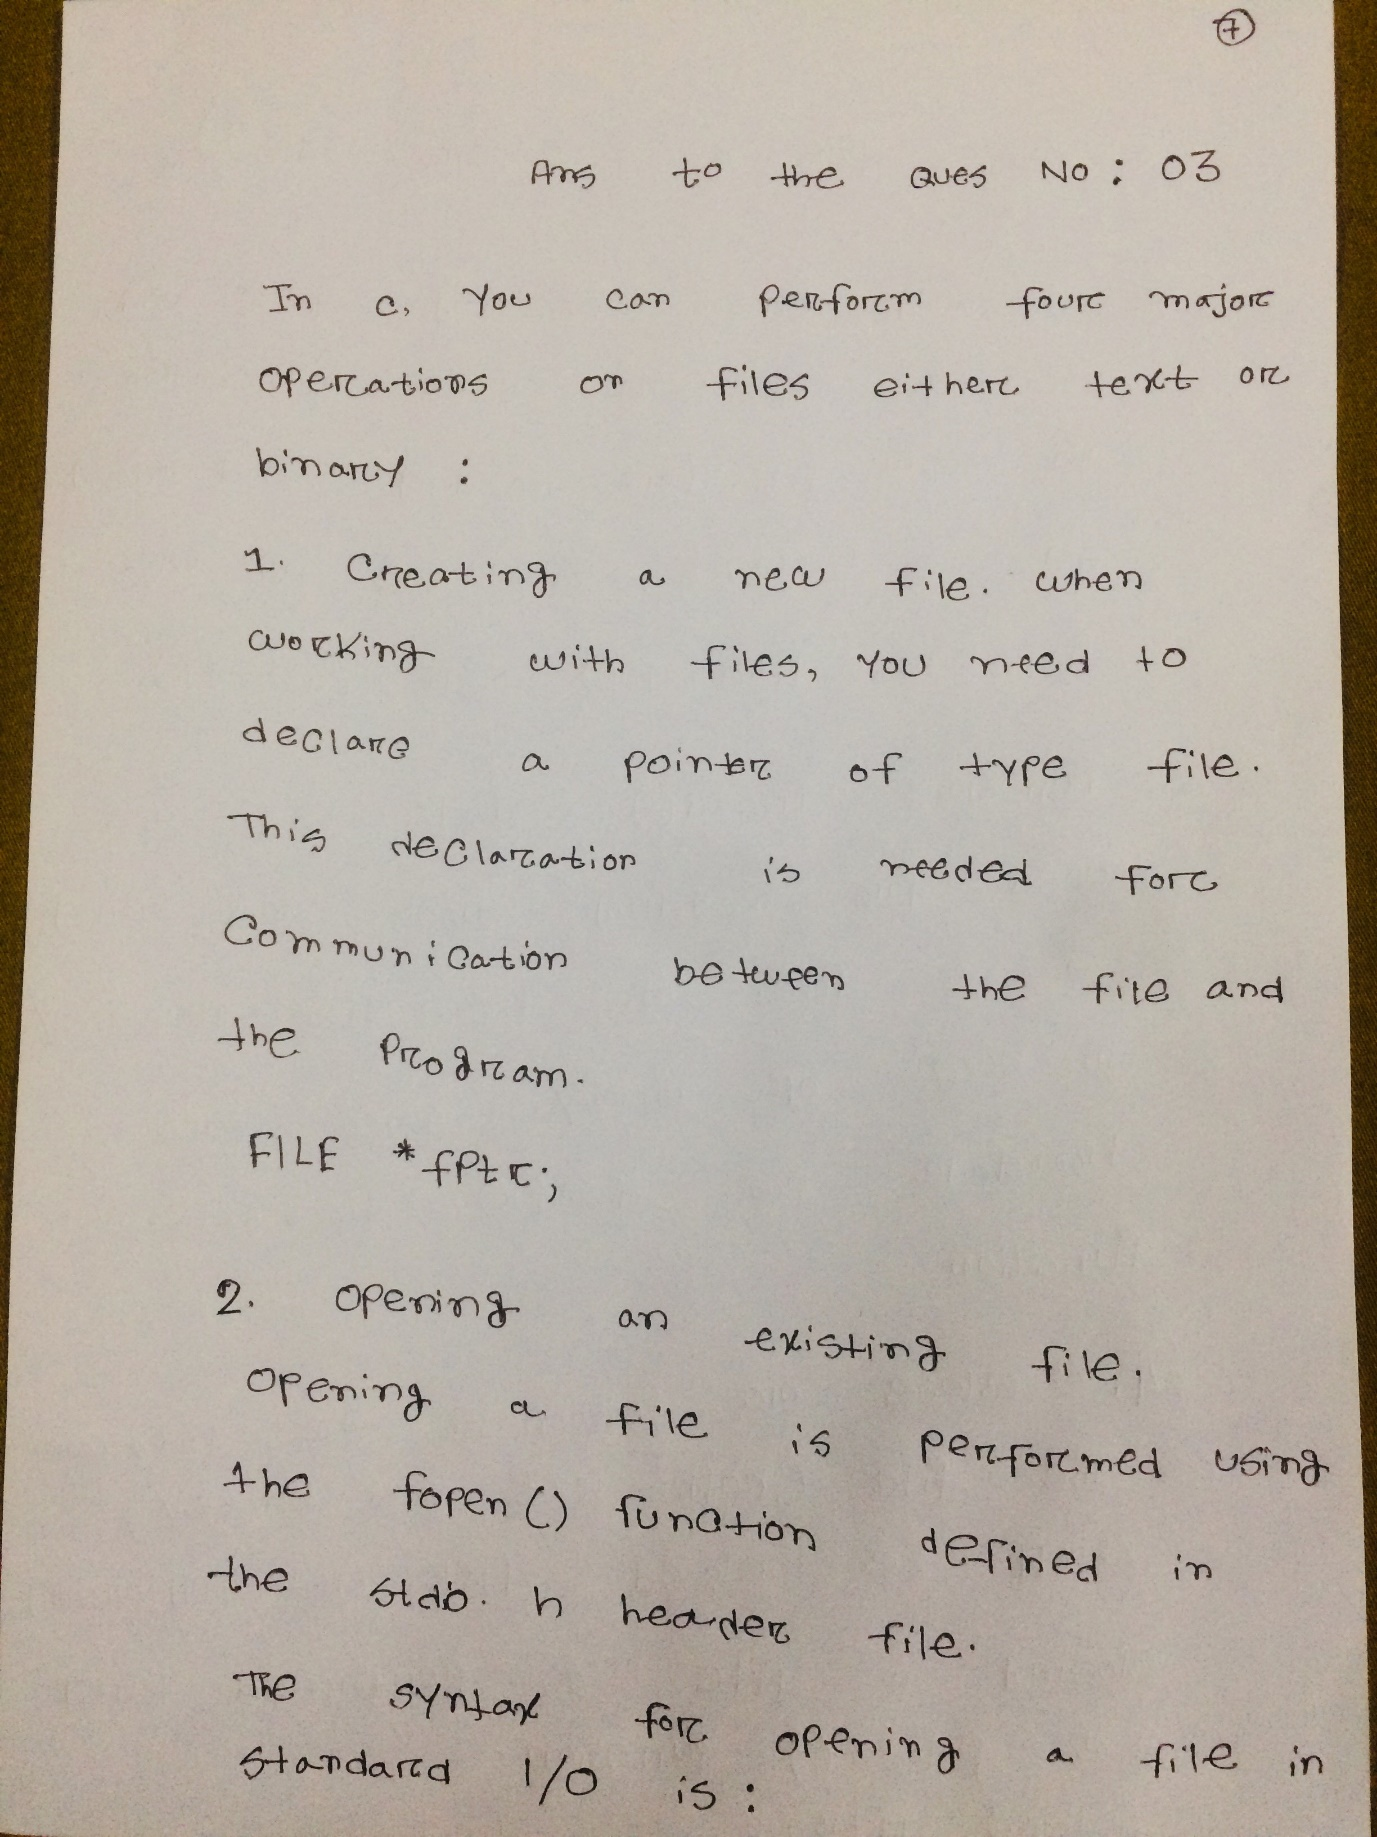 7
Ans to the Ques No : 03
In c, you can perform four major
operations on files either text or
binary :
1. Creating a new file. when
working with files, you need to
declare a pointer of type file.
This declaration is needed for
Communication between the file and
the Program.
FILE *fptr;
2. opening an existing file.
opening a file is performed using
the fopen() function defined in
the h header file.
The syntax for opening a file in
standard I/O is :